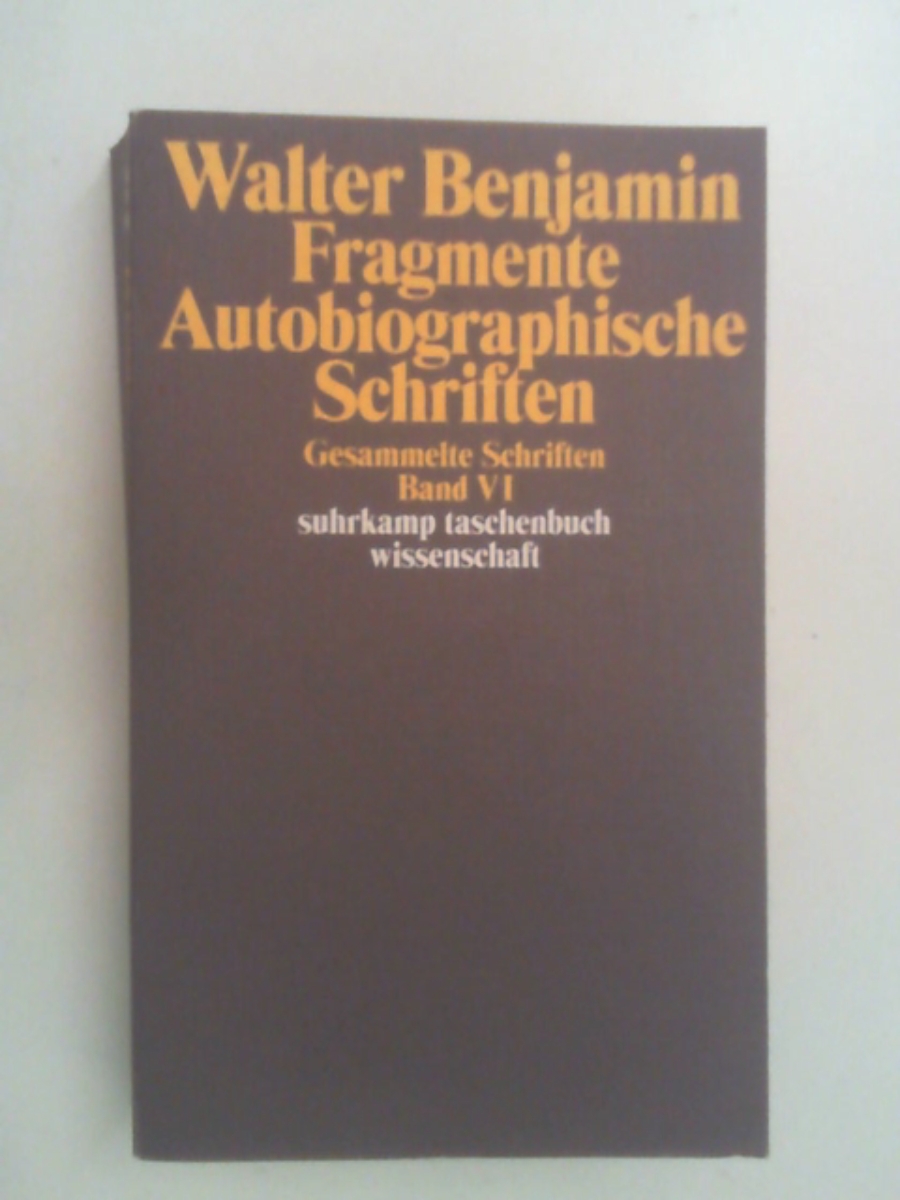 Walter Benjamin
Fragmente
Autobiographische
Schriften
Gesammelte Schriften
Band VI
suhrkamp taschenbuch
wissenschaft